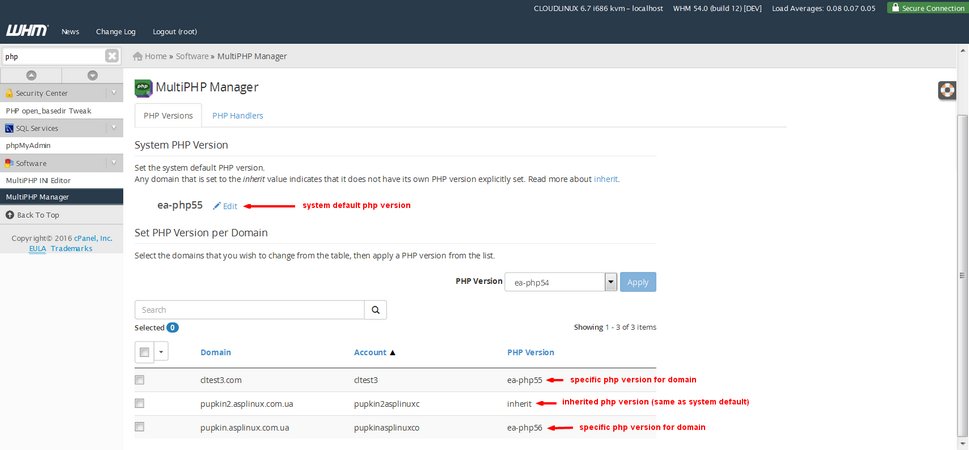 CLOUDLINUX 6.7 i686 kvm – localhost WHM 54.0 (build 12) [DEV] Load Averages: 0.08 0.07 0.05 Secure Connection
WHM News Change Log Logout (root)
php
Security Center
PHP open_basedir Tweak
SQL Services
phpMyAdmin
Software
MultiPHP INI Editor
MultiPHP Manager
Back To Top
Copyright© 2016 cPanel, Inc.
EULA Trademarks
Home » Software » MultiPHP Manager
php MultiPHP Manager
PHP Versions PHP Handlers
System PHP Version
Set the system default PHP version.
Any domain that is set to the inherit value indicates that it does not have its own PHP version explicitly set. Read more about inherit.
ea-php55 Edit system default php version
Set PHP Version per Domain
Select the domains that you wish to change from the table, then apply a PHP version from the list.
PHP Version ea-php54 Apply
Search
Selected 0 Showing 1 - 3 of 3 items
Domain Account ▲ PHP Version
cltest3.com cltest3 ea-php55 specific php version for domain
pupkin2.asplinux.com.ua pupkin2asplinuxc inherit inherited php version (same as system default)
pupkin.asplinux.com.ua pupkinasplinuxco ea-php56 specific php version for domain